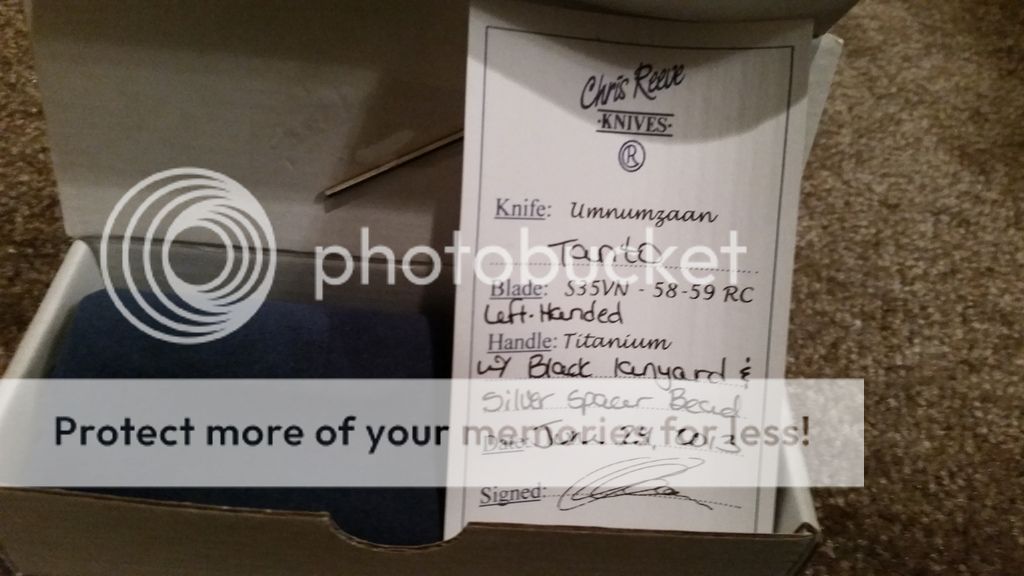 Chris Reeve
·KNIVES·
®
Knife: Umnumzaan
Tanto
photobucket
Blade: S35VN - 58-59 RC
Left-Handed
Handle: Titanium
w/ Black lanyard &
Silver Spacer Bead
Protect more of your memories for less!
Date: 2013
Signed: